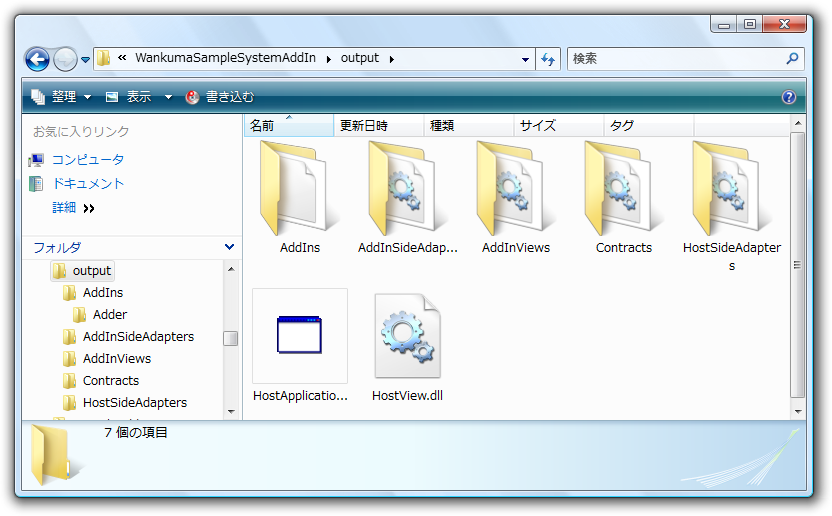 « WankumaSampleSystemAddIn ▸ output ▸
検索
整理 表示 書き込む
お気に入りリンク
コンピュータ
ドキュメント
詳細 »
フォルダ
output
AddIns
Adder
AddInSideAdapters
AddInViews
Contracts
HostSideAdapters
名前 更新日時 種類 サイズ タグ
AddIns
AddInSideAdap...
AddInViews
Contracts
HostSideAdapter
s
HostApplicatio...
HostView.dll
7 個の項目